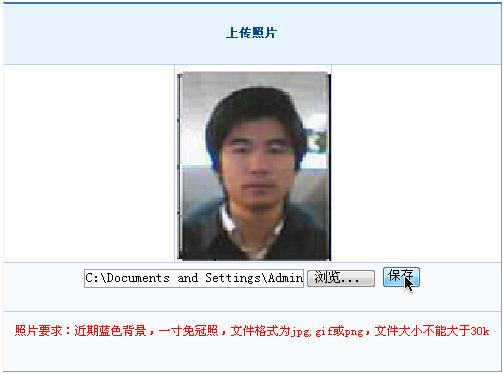 上传照片
C:\Documents and Settings\Admin 浏览... 保存
照片要求：近期蓝色背景，一寸免冠照，文件格式为jpg,gif或png，文件大小不能大于30k